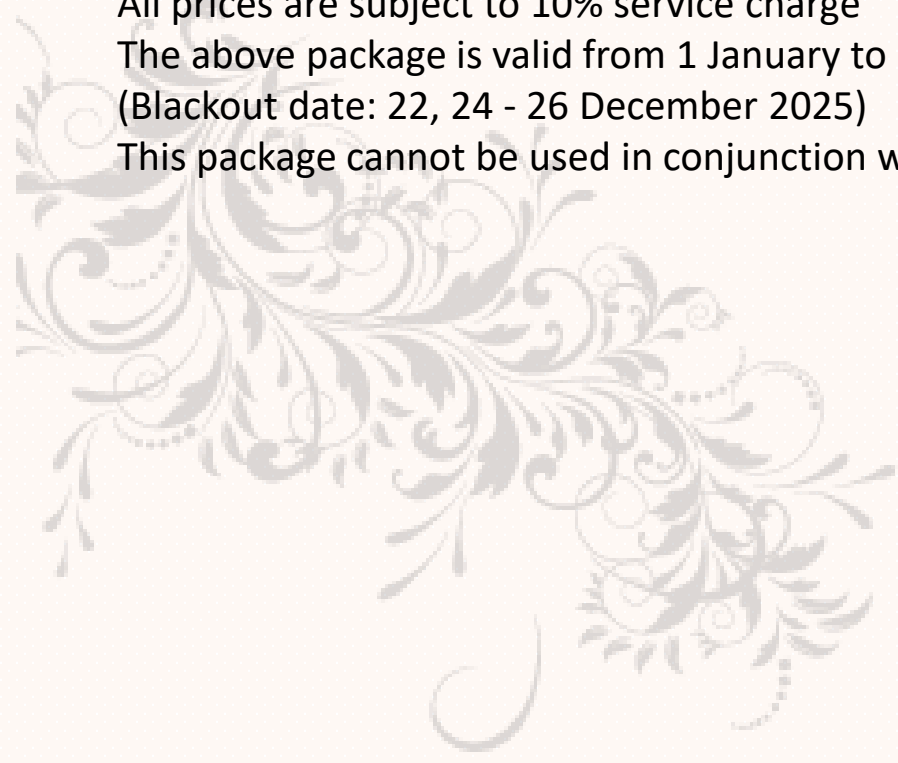 All prices are subject to 10% service charge
The above package is valid from 1 January to
(Blackout date: 22, 24 - 26 December 2025)
This package cannot be used in conjunction